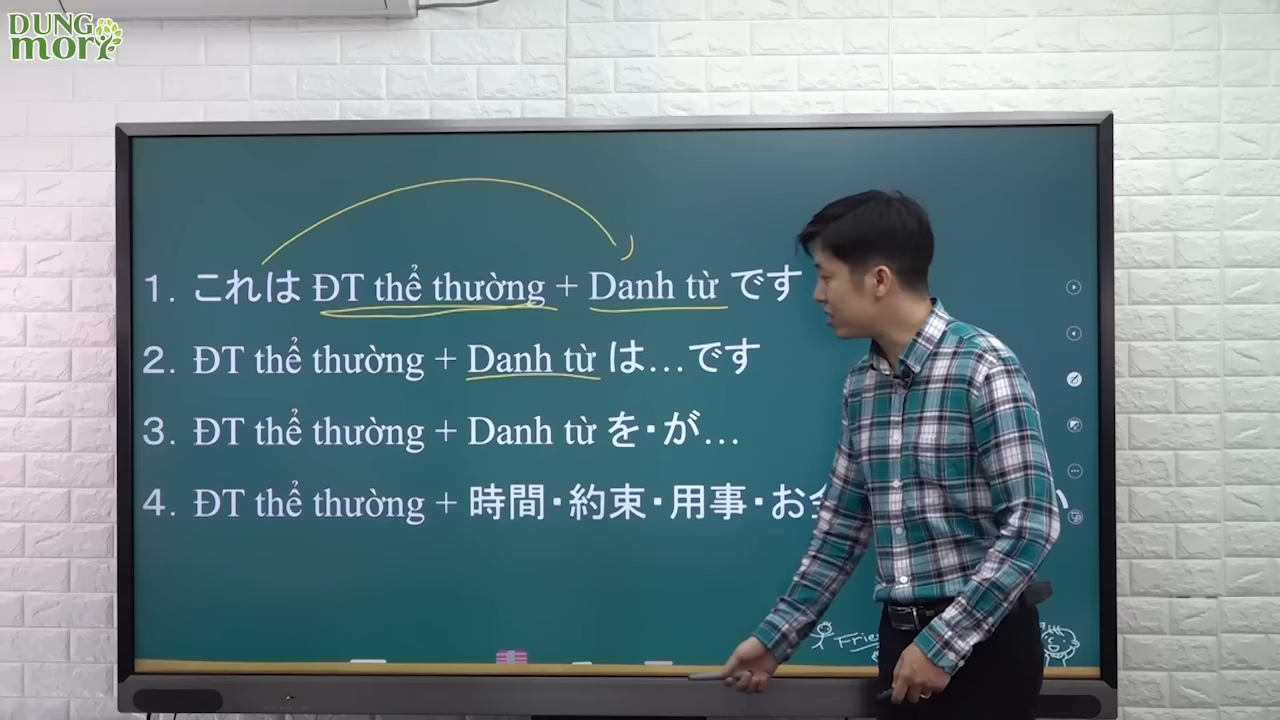 DUNG
mori
1. これは ĐT thể thường + Danh từ です
2. ĐT thể thường + Danh từ は…です
3. ĐT thể thường + Danh từ を・が…
4. ĐT thể thường + 時間・約束・用事・お